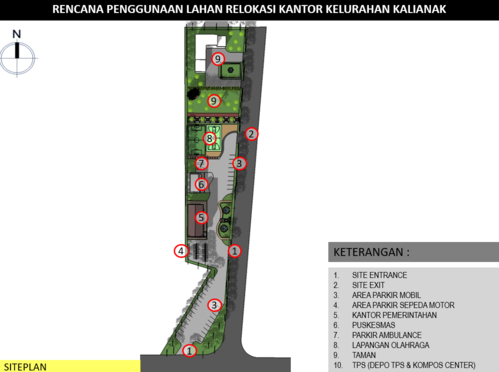 RENCANA PENGGUNAAN LAHAN RELOKASI KANTOR KELURAHAN KALIANAK
N
9
9
8
2
7
3
6
5
4
1
3
1
KETERANGAN :
1. SITE ENTRANCE
2. SITE EXIT
3. AREA PARKIR MOBIL
4. AREA PARKIR SEPEDA MOTOR
5. KANTOR PEMERINTAHAN
6. PUSKESMAS
7. PARKIR AMBULANCE
8. LAPANGAN OLAHRAGA
9. TAMAN
10. TPS (DEPO TPS & KOMPOS CENTER)
SITEPLAN